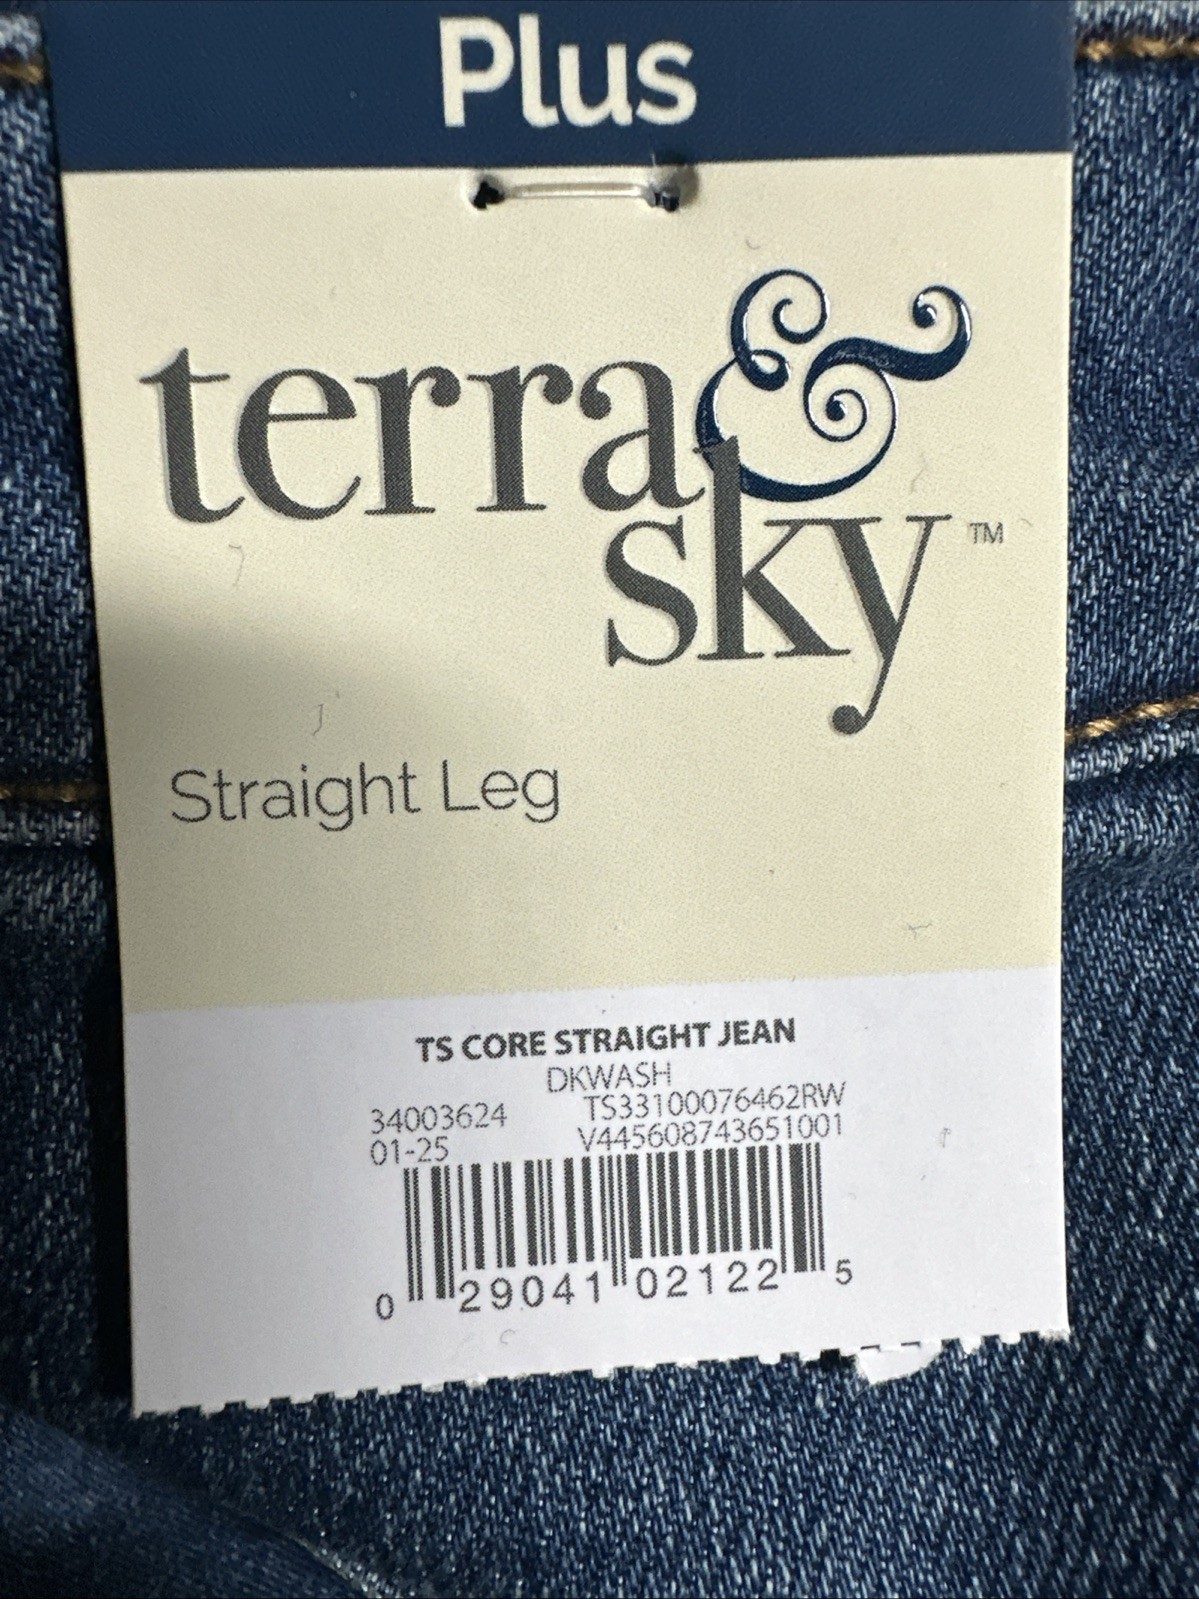 Plus
terra &
sky™
Straight Leg
TS CORE STRAIGHT JEAN
DKWASH
34003624 TS33100076462RW
01-25 V445608743651001
0 29041 02122 5